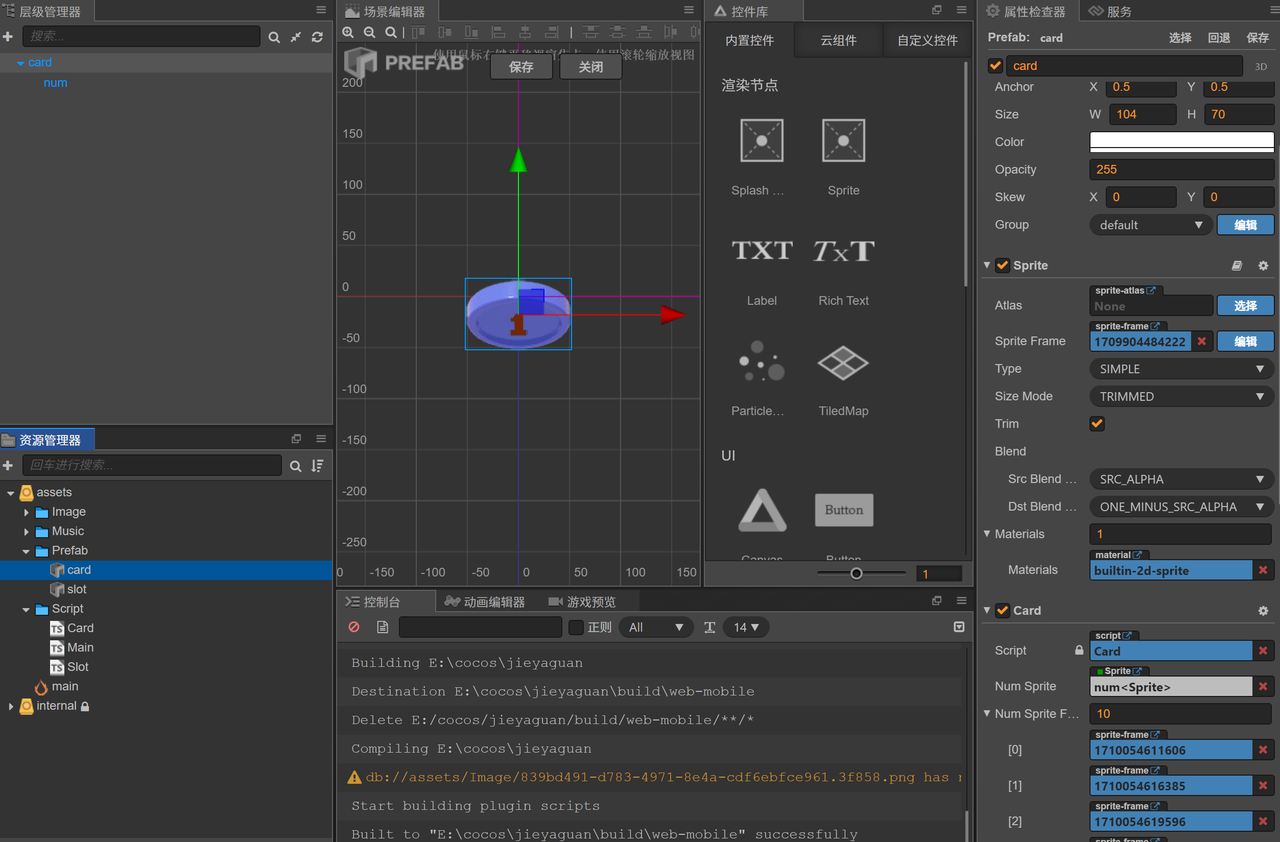 层级管理器
搜索...
card
num
资源管理器
回车进行搜索...
assets
Image
Music
Prefab
card
slot
Script
TS Card
TS Main
TS Slot
main
internal
场景编辑器
使用鼠标右键平移视窗焦点，使用滚轮缩放视图
PREFAB
保存
关闭
200
150
100
50
0
-50
-100
-150
-200
-250
0
-150
-100
-50
0
50
100
150
1
控件库
内置控件
云组件
自定义控件
渲染节点
Splash ...
Sprite
TXT
TxT
Label
Rich Text
Particle...
TiledMap
UI
Button
Canvas
Button
1
控制台
动画编辑器
游戏预览
正则
All
14
Building E:\cocos\jieyaguan
Destination E:\cocos\jieyaguan\build\web-mobile
Delete E:/cocos/jieyaguan/build/web-mobile/**/*
Compiling E:\cocos\jieyaguan
db://assets/Image/839bd491-d783-4971-8e4a-cdf6ebfce961.3f858.png has
Start building plugin scripts
Built to "E:\cocos\jieyaguan\build\web-mobile" successfully
属性检查器
服务
Prefab: card
选择
回退
保存
card
3D
Anchor X 0.5 Y 0.5
Size W 104 H 70
Color
Opacity 255
Skew X 0 Y 0
Group default 编辑
Sprite
sprite-atlas
Atlas None 选择
sprite-frame
Sprite Frame 1709904484222 编辑
Type SIMPLE
Size Mode TRIMMED
Trim
Blend
Src Blend ... SRC_ALPHA
Dst Blend ... ONE_MINUS_SRC_ALPHA
Materials 1
material
Materials builtin-2d-sprite
Card
script
Script Card
Sprite
Num Sprite num<Sprite>
Num Sprite F... 10
sprite-frame
[0] 1710054611606
sprite-frame
[1] 1710054616385
sprite-frame
[2] 1710054619596
sprite-frame